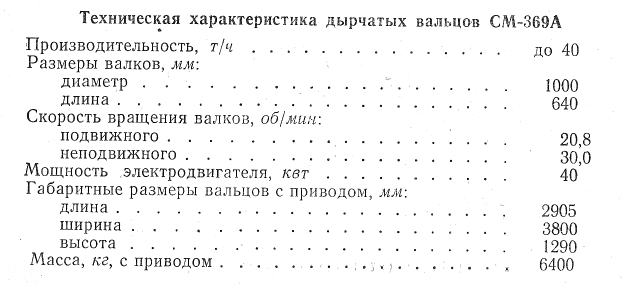 Техническая характеристика дырчатых вальцов СМ-369А
Производительность, т/ч . . . . . . . . . . . . . . . до 40
Размеры валков, мм:
диаметр . . . . . . . . . . . . . . . . . . . 1000
длина . . . . . . . . . . . . . . . . . . . . 640
Скорость вращения валков, об/мин:
подвижного . . . . . . . . . . . . . . . . . . 20,8
неподвижного . . . . . . . . . . . . . . . . . 30,0
Мощность электродвигателя, квт . . . . . . . . . . . . 40
Габаритные размеры вальцов с приводом, мм:
длина . . . . . . . . . . . . . . . . . . . . 2905
ширина . . . . . . . . . . . . . . . . . . . . 3800
высота . . . . . . . . . . . . . . . . . . . . 1290
Масса, кг, с приводом . . . . . . . . . . . . . . . . 6400